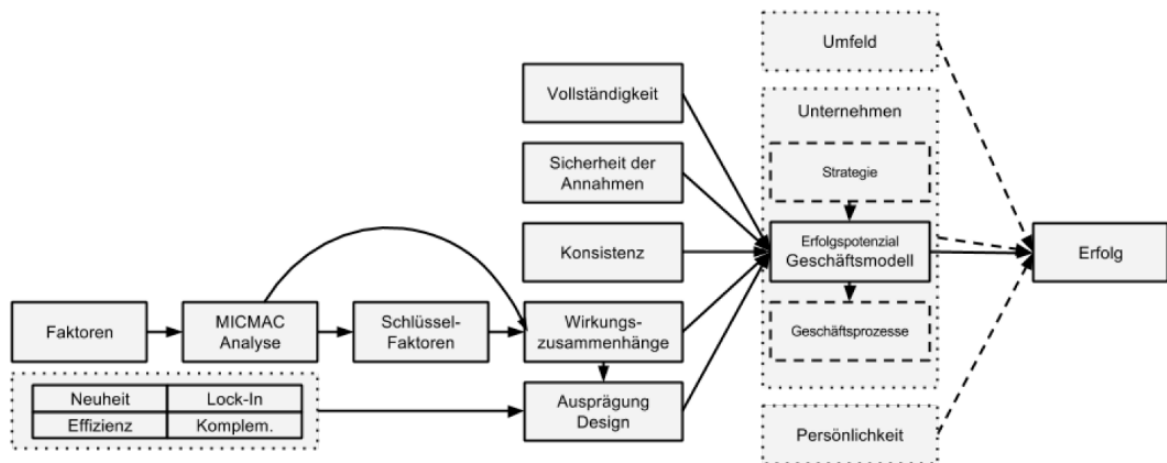 Umfeld
Vollständigkeit
Unternehmen
Sicherheit der
Annahmen
Strategie
Konsistenz
Erfolgspotenzial
Geschäftsmodell
Erfolg
Faktoren
MICMAC
Analyse
Schlüssel-
Faktoren
Wirkungs-
zusammenhänge
Geschäftsprozesse
Neuheit
Lock-In
Effizienz
Komplem.
Ausprägung
Design
Persönlichkeit